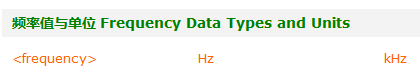 频率值与单位 Frequency Data Types and Units
<frequency> Hz kHz